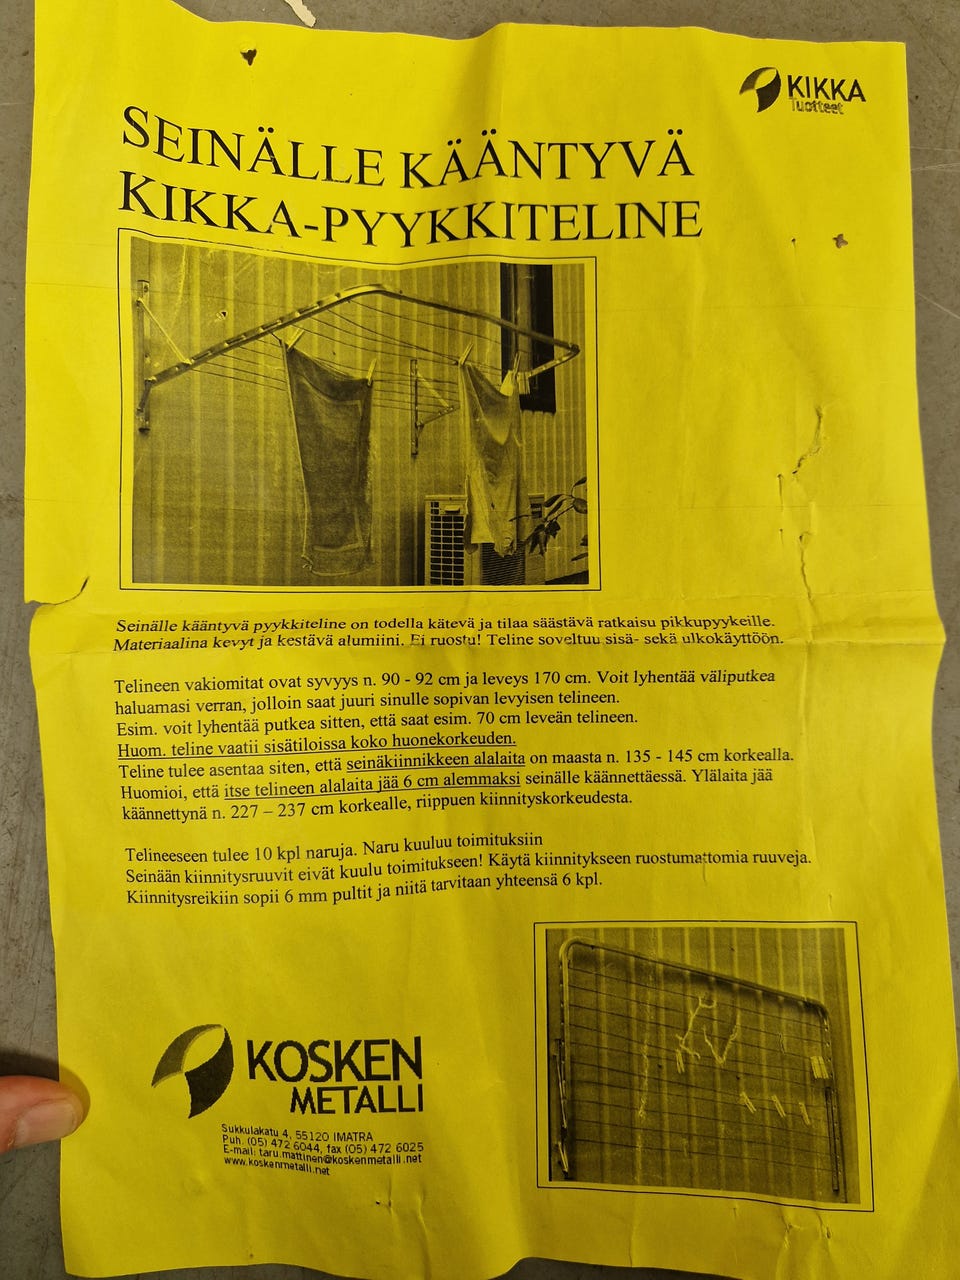 KIKKA
Tuotteet
SEINÄLLE KÄÄNTYVÄ
KIKKA-PYYKKITELINE
Seinälle kääntyvä pyykkiteline on todella kätevä ja tilaa säästävä ratkaisu pikkupyykeille.
Materiaalina kevyt ja kestävä alumiini. Ei ruostu! Teline soveltuu sisä- sekä ulkokäyttöön.
Telineen vakiomitat ovat syvyys n. 90 - 92 cm ja leveys 170 cm. Voit lyhentää väliputkea
haluamasi verran, jolloin saat juuri sinulle sopivan levyisen telineen.
Esim. voit lyhentää putkea sitten, että saat esim. 70 cm leveän telineen.
Huom. teline vaatii sisätiloissa koko huonekorkeuden.
Teline tulee asentaa siten, että seinäkiinnikkeen alalaita on maasta n. 135 - 145 cm korkealla.
Huomioi, että itse telineen alalaita jää 6 cm alemmaksi seinälle käännettäessä. Ylälaita jää
käännettynä n. 227 – 237 cm korkealle, riippuen kiinnityskorkeudesta.
Telineeseen tulee 10 kpl naruja. Naru kuuluu toimituksiin
Seinään kiinnitysruuvit eivät kuulu toimitukseen! Käytä kiinnitykseen ruostumattomia ruuveja.
Kiinnitysreikiin sopii 6 mm pultit ja niitä tarvitaan yhteensä 6 kpl.
KOSKEN
METALLI
Sukkulakatu 4, 55120 IMATRA
Puh. (05) 472 6044, fax (05) 472 6025
E-mail: taru.mattinen@koskenmetalli.net
www.koskenmetalli.net